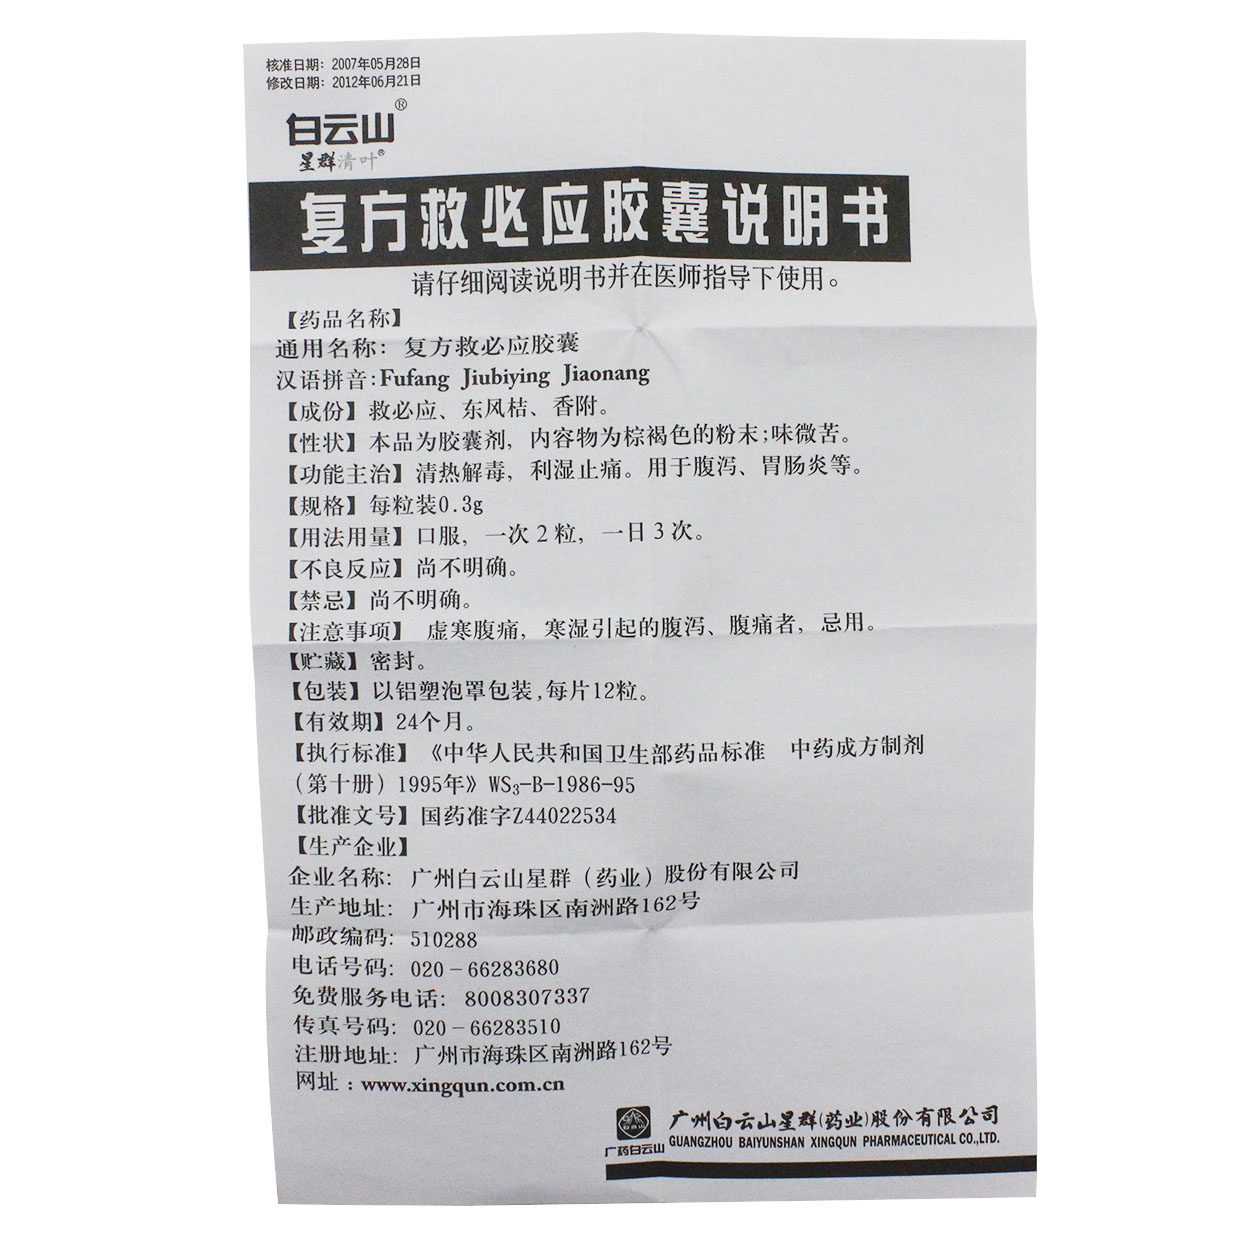 核准日期：2007年05月28日
修改日期：2012年06月21日
白云山®
星群清叶®
复方救必应胶囊说明书
请仔细阅读说明书并在医师指导下使用。
【药品名称】
通用名称：复方救必应胶囊
汉语拼音:Fufang Jiubiying Jiaonang
【成份】救必应、东风桔、香附。
【性状】本品为胶囊剂，内容物为棕褐色的粉末;味微苦。
【功能主治】清热解毒，利湿止痛。用于腹泻、胃肠炎等。
【规格】每粒装0.3g
【用法用量】口服，一次2粒，一日3次。
【不良反应】尚不明确。
【禁忌】尚不明确。
【注意事项】 虚寒腹痛，寒湿引起的腹泻、腹痛者，忌用。
【贮藏】密封。
【包装】以铝塑泡罩包装,每片12粒。
【有效期】24个月。
【执行标准】《中华人民共和国卫生部药品标准 中药成方制剂
（第十册）1995年》WS₃-B-1986-95
【批准文号】国药准字Z44022534
【生产企业】
企业名称：广州白云山星群（药业）股份有限公司
生产地址：广州市海珠区南洲路162号
邮政编码：510288
电话号码：020－66283680
免费服务电话：8008307337
传真号码：020－66283510
注册地址：广州市海珠区南洲路162号
网址：www.xingqun.com.cn
白云山
广药白云山
广州白云山星群(药业)股份有限公司
GUANGZHOU BAIYUNSHAN XINGQUN PHARMACEUTICAL CO.,LTD.